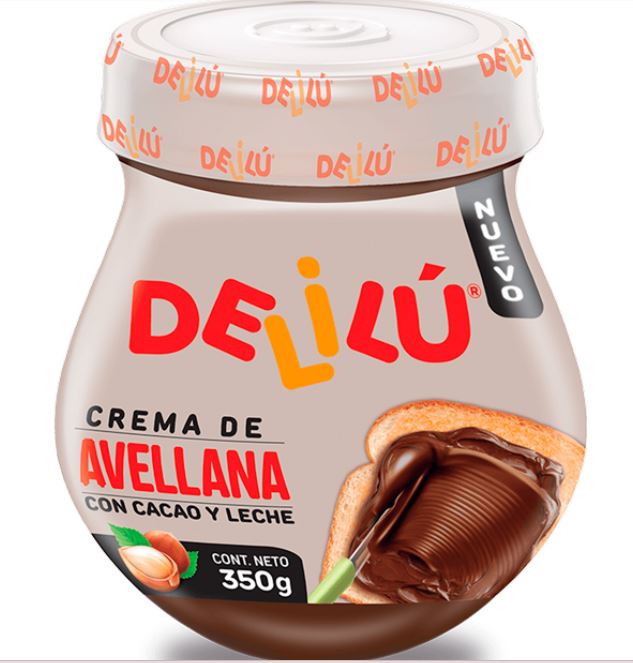 Ú DELILÚ DELILÚ DELILÚ DELILÚ
DELILÚ DELILÚ DELILÚ DELILÚ
NUEVO
DELILÚ®
CREMA DE
AVELLANA
CON CACAO Y LECHE
CONT. NETO
350g